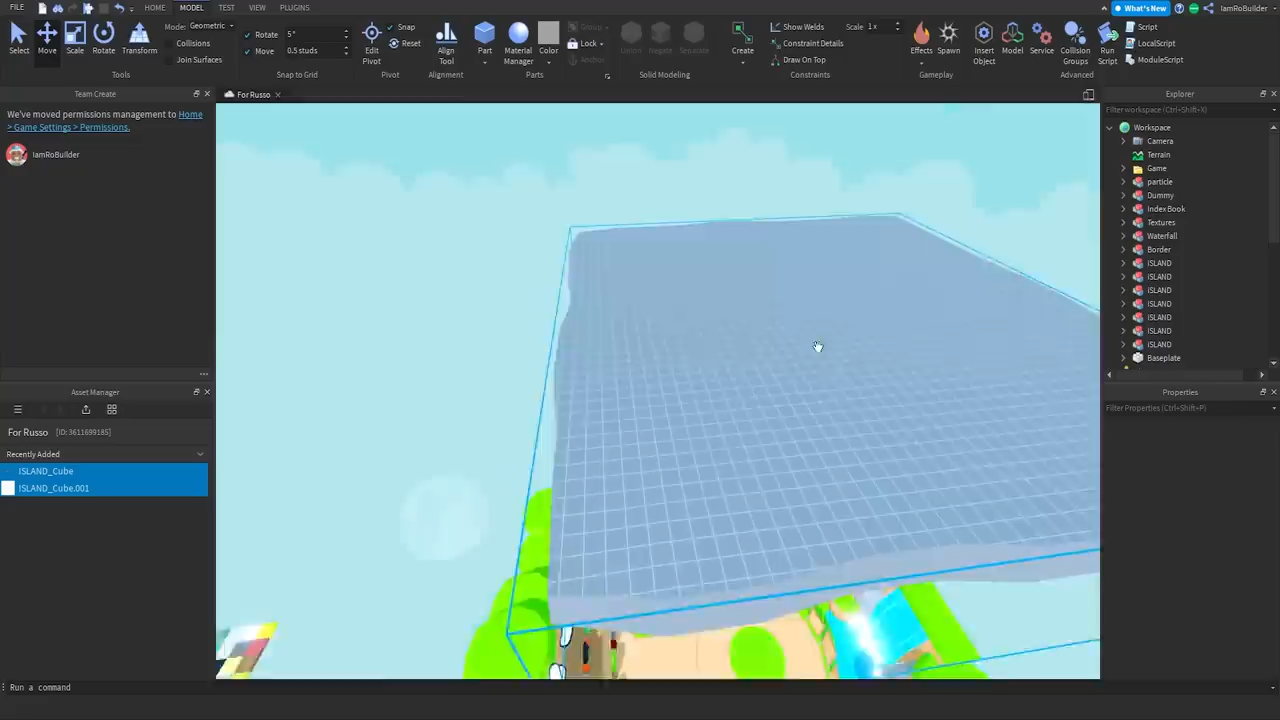 FILE HOME MODEL TEST VIEW PLUGINS What's New IamRoBuilder
Select Move Scale Rotate Transform
Mode: Geometric
Collisions
Join Surfaces
Tools
Rotate 5°
Move 0.5 studs
Snap to Grid
Edit Pivot
Snap
Reset
Pivot
Align Tool
Alignment
Part Material Manager Color
Group
Lock
Anchor
Parts
Union Negate Separate
Solid Modeling
Create
Show Welds Scale 1x
Constraint Details
Draw On Top
Constraints
Effects Spawn
Gameplay
Insert Object Model Service Collision Groups Run Script
Script
LocalScript
ModuleScript
Advanced
Team Create
We've moved permissions management to Home
> Game Settings > Permissions.
IamRoBuilder
Asset Manager
For Russo [ID: 3611699185]
Recently Added
ISLAND_Cube
ISLAND_Cube.001
For Russo
Explorer
Filter workspace (Ctrl+Shift+X)
Workspace
Camera
Terrain
Game
particle
Dummy
Index Book
Textures
Waterfall
Border
ISLAND
ISLAND
ISLAND
ISLAND
ISLAND
ISLAND
ISLAND
Baseplate
Properties
Filter Properties (Ctrl+Shift+P)
Run a command